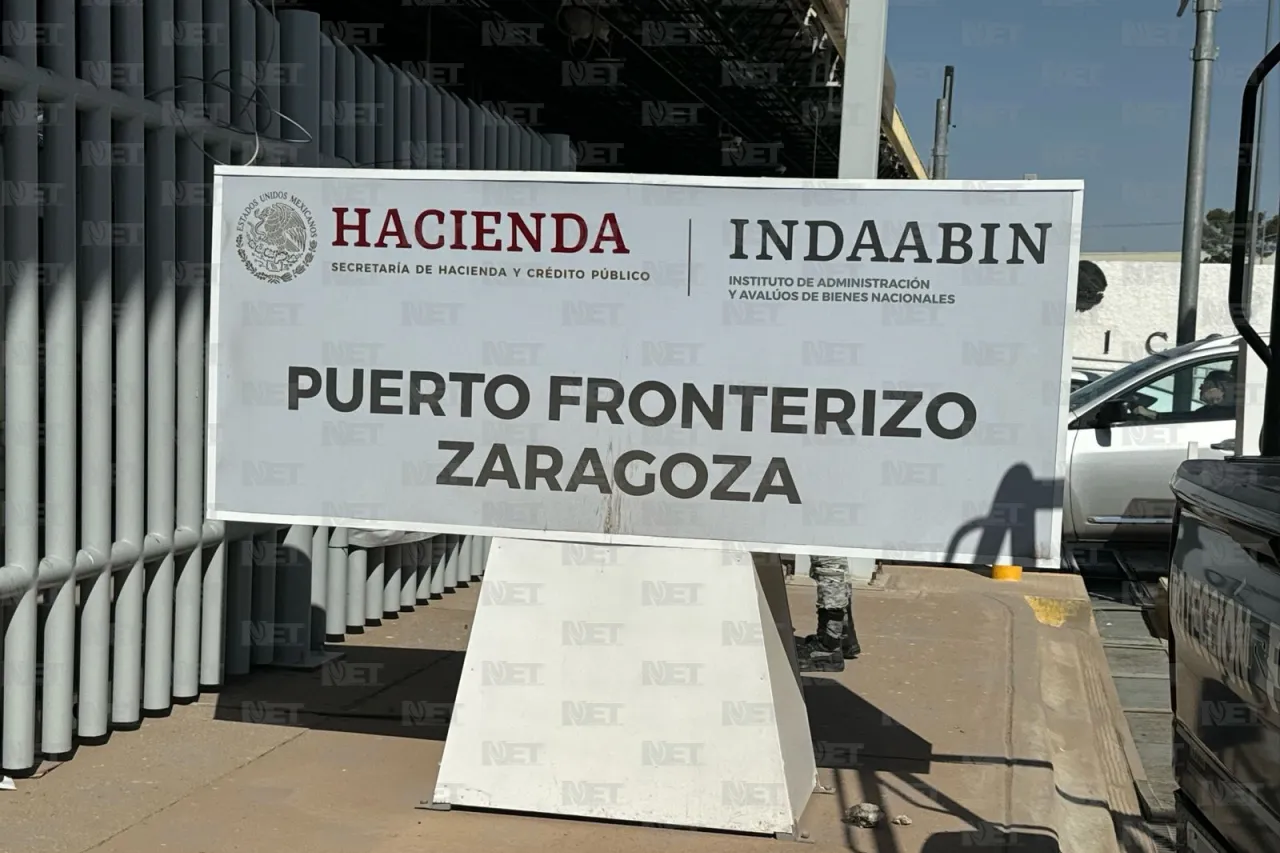 ESTADOS UNIDOS MEXICANOS
HACIENDA
SECRETARÍA DE HACIENDA Y CRÉDITO PÚBLICO
INDAABIN
INSTITUTO DE ADMINISTRACIÓN
Y AVALÚOS DE BIENES NACIONALES
PUERTO FRONTERIZO
ZARAGOZA
I C
NET